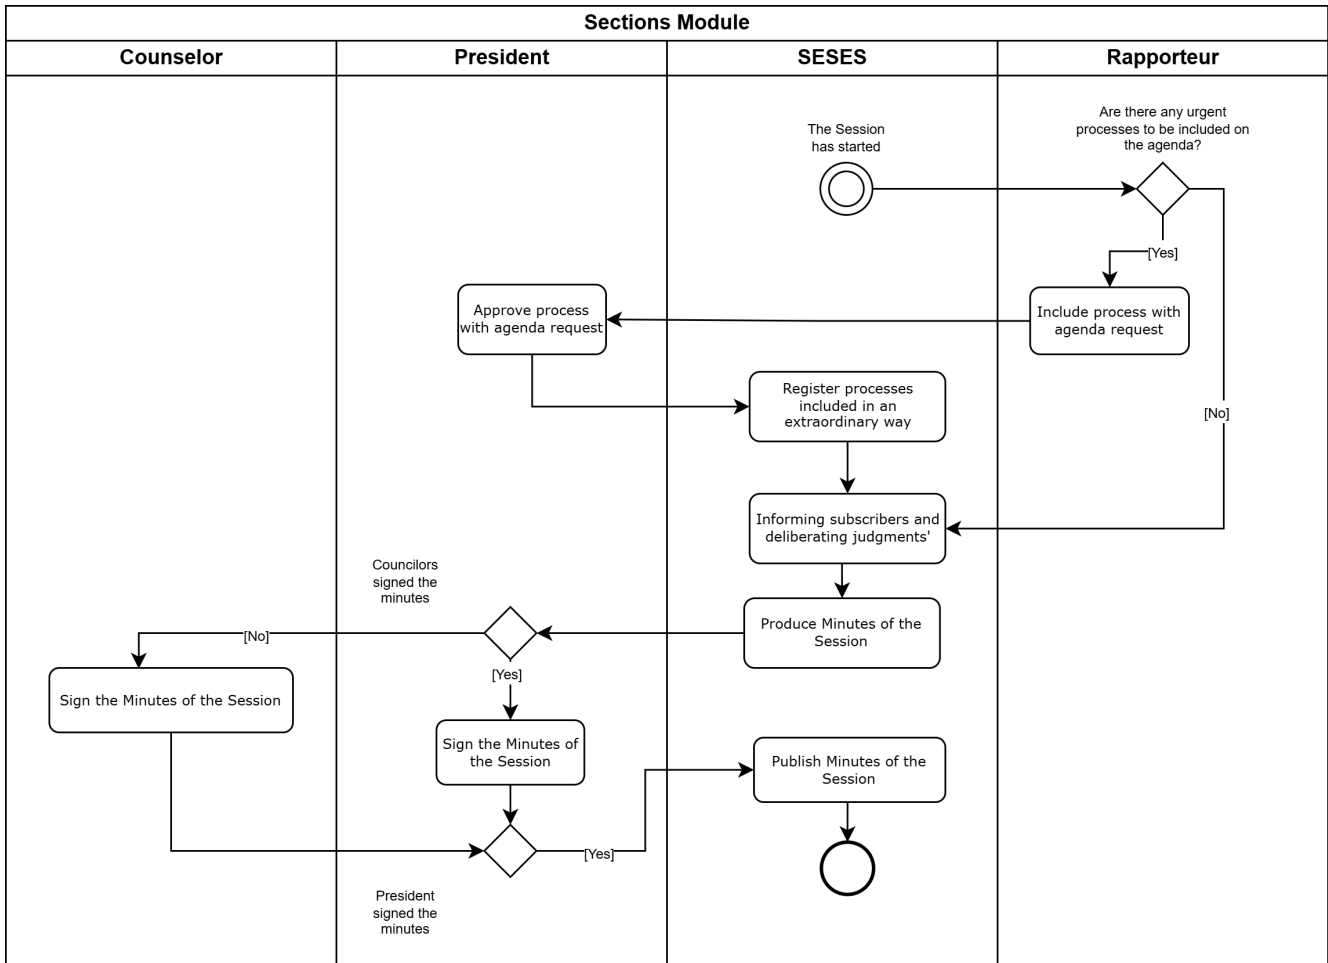 Sections Module
Counselor
President
SESES
Rapporteur
The Session
has started
Are there any urgent
processes to be included on
the agenda?
[Yes]
Approve process
with agenda request
Include process with
agenda request
Register processes
included in an
extraordinary way
[No]
Informing subscribers and
deliberating judgments'
Councilors
signed the
minutes
[No]
Produce Minutes of the
Session
[Yes]
Sign the Minutes of the Session
Sign the Minutes of
the Session
Publish Minutes of the
Session
[Yes]
President
signed the
minutes